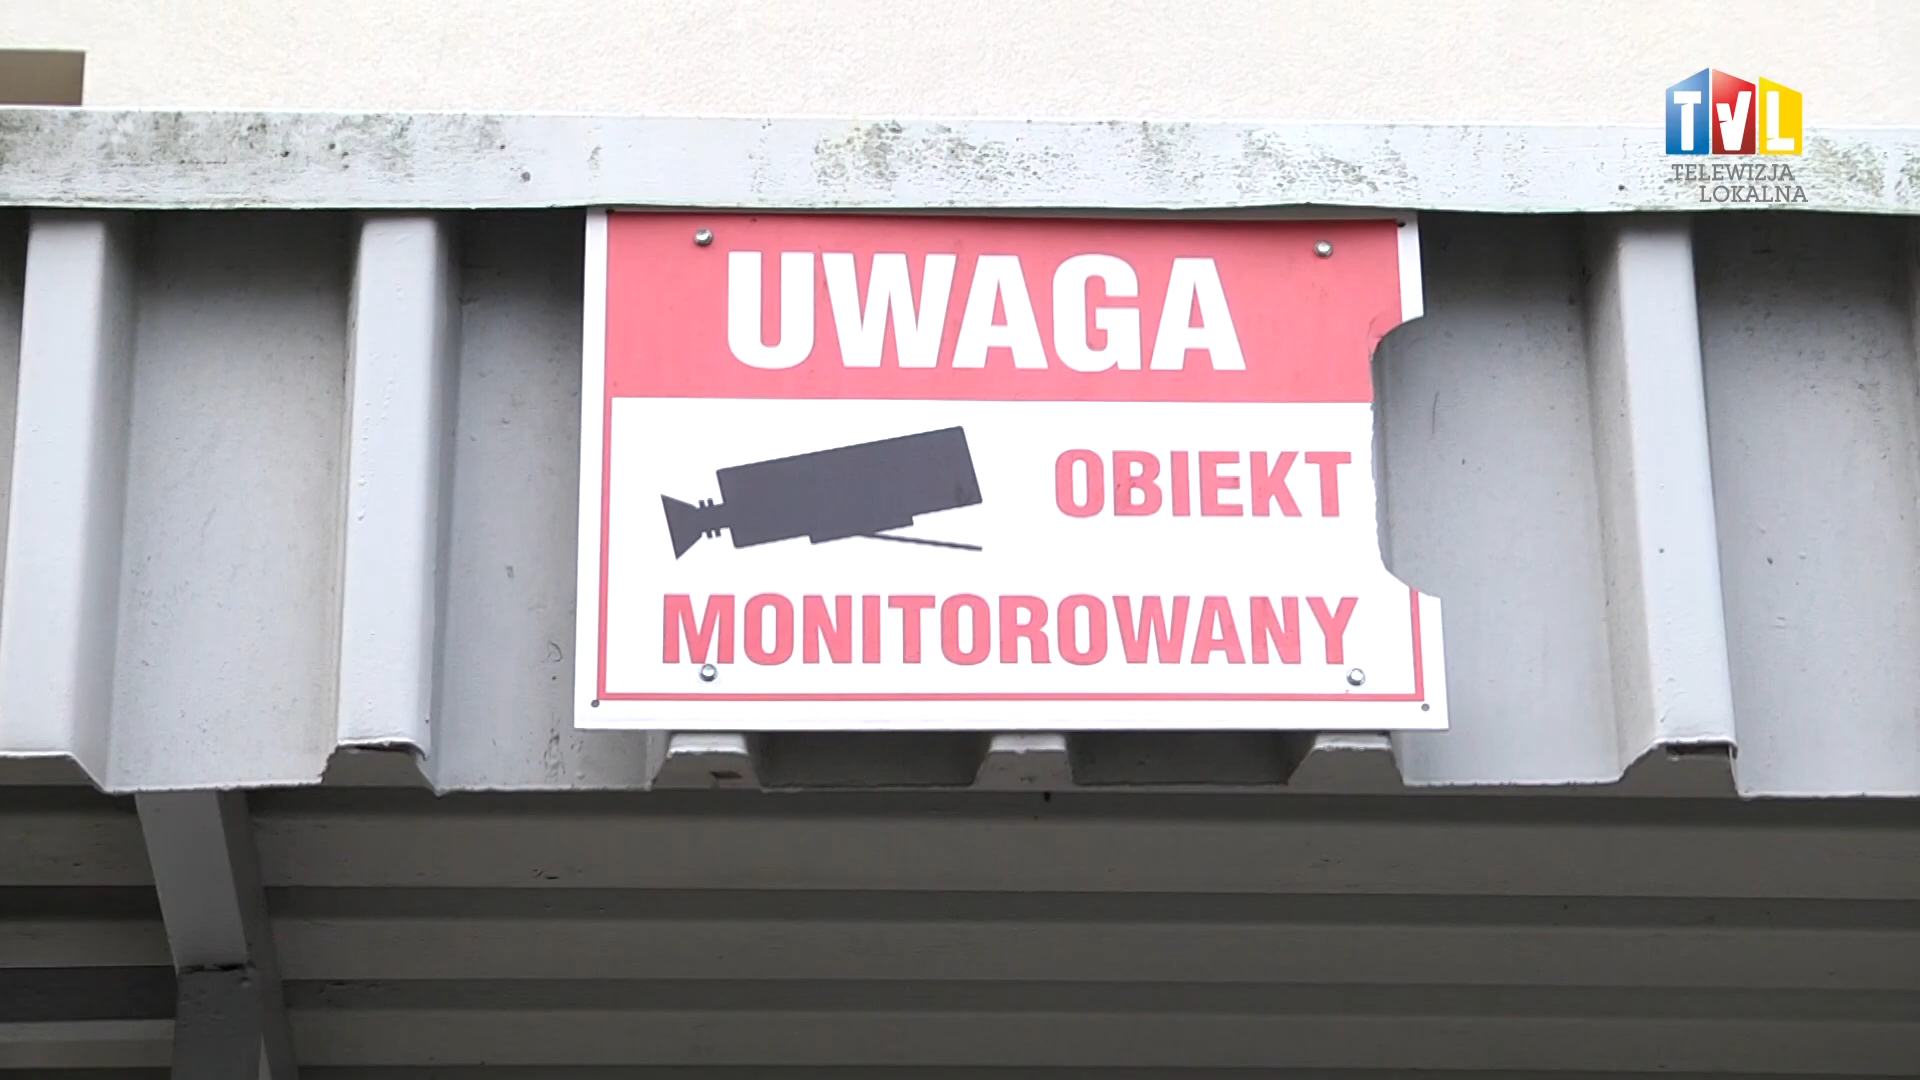 TVL
TELEWIZJA
LOKALNA
UWAGA
OBIEKT
MONITOROWANY